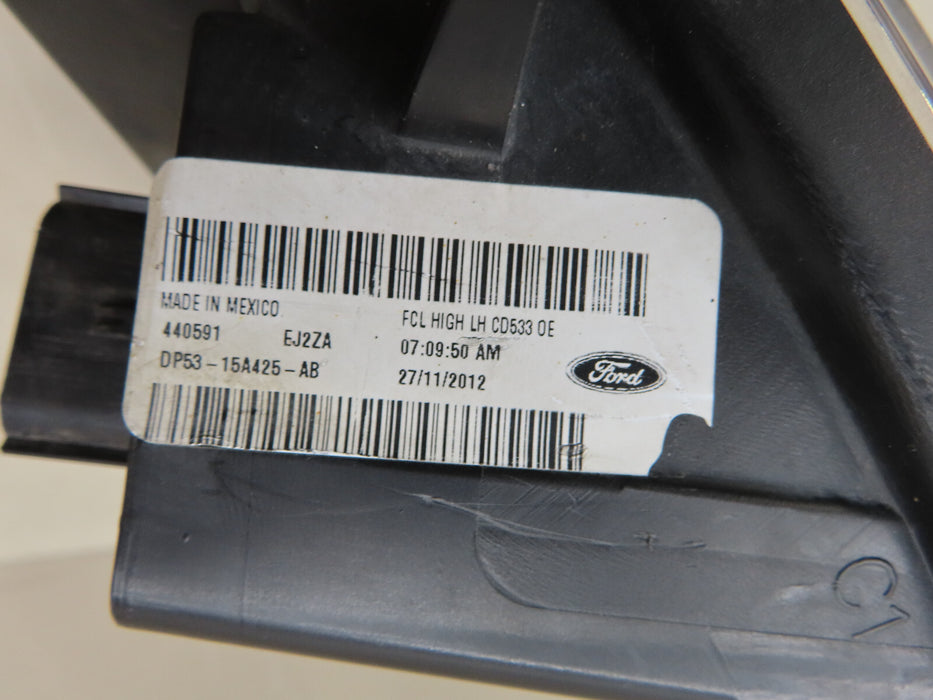 MADE IN MEXICO
440591 EJ2ZA
DP53-15A425-AB
FCL HIGH LH CD533 OE
07:09:50 AM
27/11/2012
Ford
C1